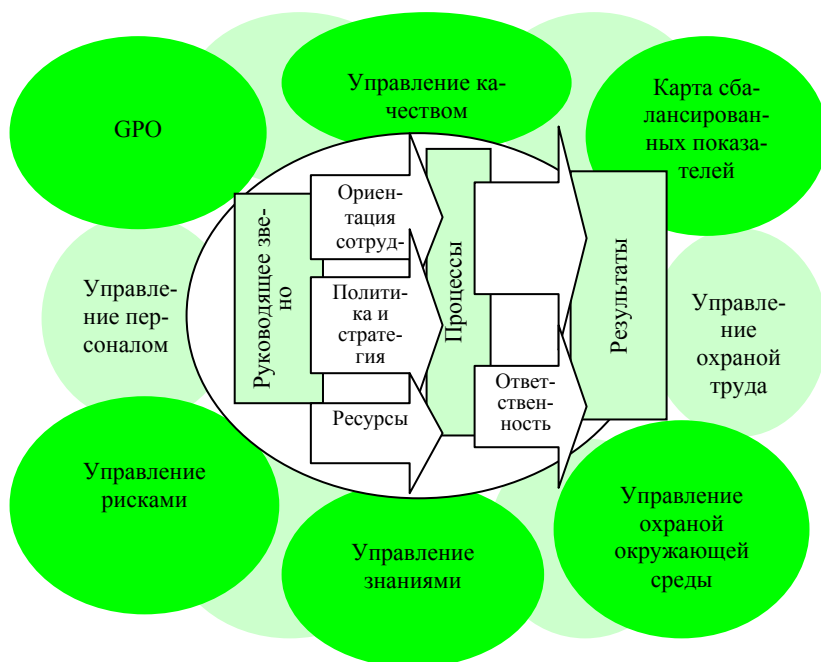 GPO
Управление ка-
чеством
Карта сба-
лансирован-
ных показа-
телей
Управле-
ние пер-
соналом
Руководящее зве-
но
Ориен-
тация
сотруд-
Полити-
ка и
страте-
гия
Ресурсы
Процессы
Ответ-
ственность
Результаты
Управле-
ние
охраной
труда
Управление
рисками
Управление
знаниями
Управление
охраной
окружающей
среды